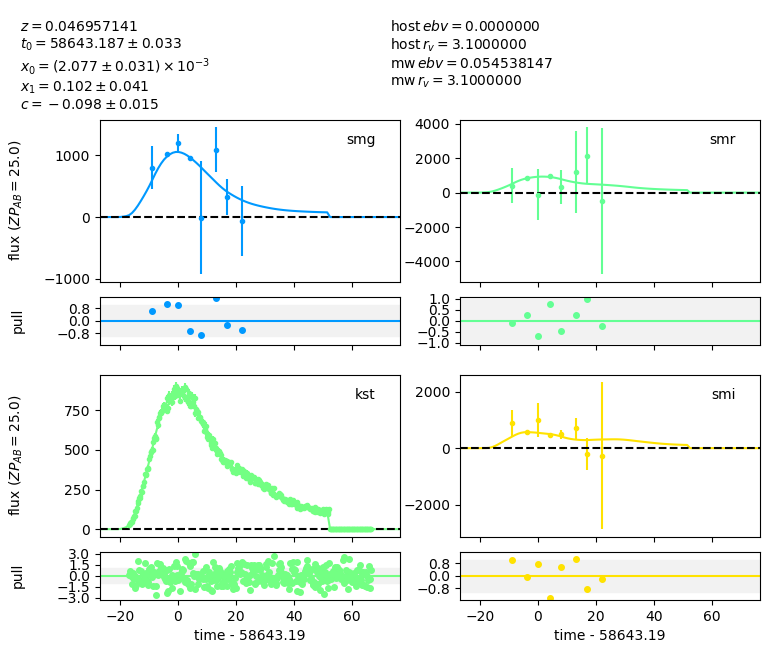 z = 0.046957141
t₀ = 58643.187 ± 0.033
x₀ = (2.077 ± 0.031) × 10⁻³
x₁ = 0.102 ± 0.041
c = −0.098 ± 0.015
host ebv = 0.0000000
host r_v = 3.1000000
mw ebv = 0.054538147
mw r_v = 3.1000000
flux (ZP_AB = 25.0)
1000
0
−1000
smg
4000
2000
0
−2000
−4000
smr
pull
0.8
0.0
−0.8
1.0
0.5
0.0
−0.5
−1.0
flux (ZP_AB = 25.0)
750
500
250
0
kst
2000
0
−2000
smi
pull
3.0
1.5
0.0
−1.5
−3.0
0.8
0.0
−0.8
−20 0 20 40 60
−20 0 20 40 60
time - 58643.19
time - 58643.19